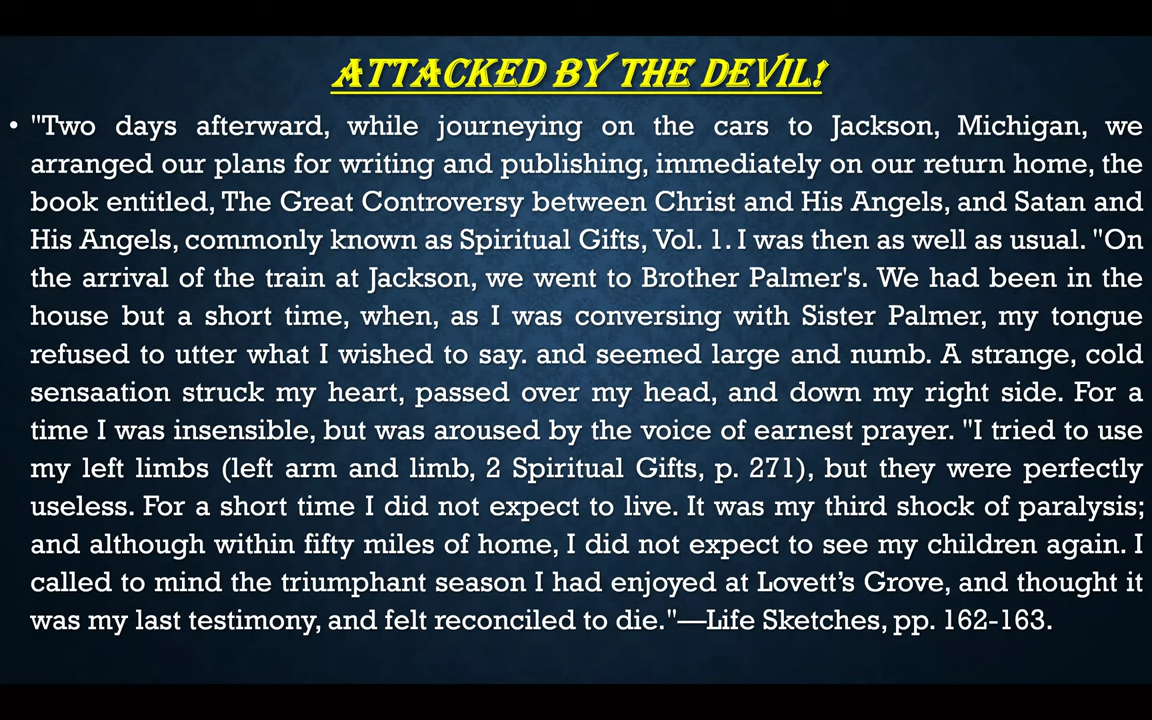 ATTACKED BY THE DEVIL!
• "Two days afterward, while journeying on the cars to Jackson, Michigan, we
arranged our plans for writing and publishing, immediately on our return home, the
book entitled, The Great Controversy between Christ and His Angels, and Satan and
His Angels, commonly known as Spiritual Gifts, Vol. 1. I was then as well as usual. "On
the arrival of the train at Jackson, we went to Brother Palmer's. We had been in the
house but a short time, when, as I was conversing with Sister Palmer, my tongue
refused to utter what I wished to say. and seemed large and numb. A strange, cold
sensaation struck my heart, passed over my head, and down my right side. For a
time I was insensible, but was aroused by the voice of earnest prayer. "I tried to use
my left limbs (left arm and limb, 2 Spiritual Gifts, p. 271), but they were perfectly
useless. For a short time I did not expect to live. It was my third shock of paralysis;
and although within fifty miles of home, I did not expect to see my children again. I
called to mind the triumphant season I had enjoyed at Lovett’s Grove, and thought it
was my last testimony, and felt reconciled to die."—Life Sketches, pp. 162-163.